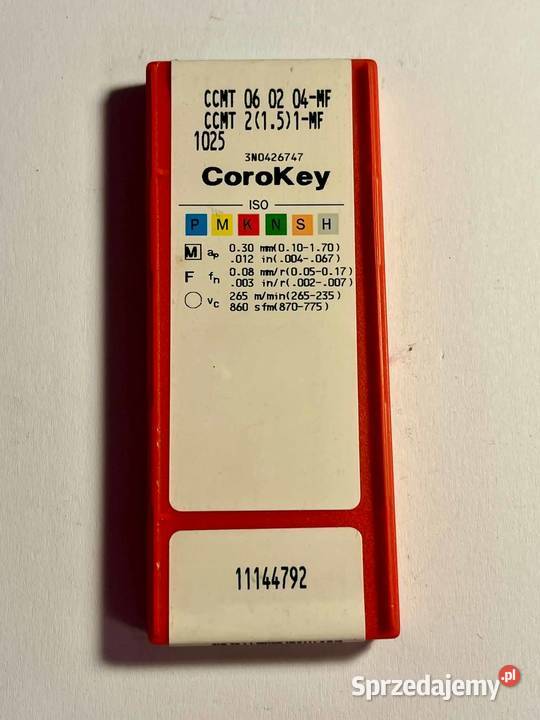 CCMT 06 02 04-MF
CCMT 2(1.5)1-MF
1025
3N0426747
CoroKey
ISO
P M K N S H
M ap 0.30 mm(0.10-1.70)
.012 in(.004-.067)
F fn 0.08 mm/r(0.05-0.17)
.003 in/r(.002-.007)
vc 265 m/min(265-235)
860 sfm(870-775)
11144792
Sprzedajemy.pl